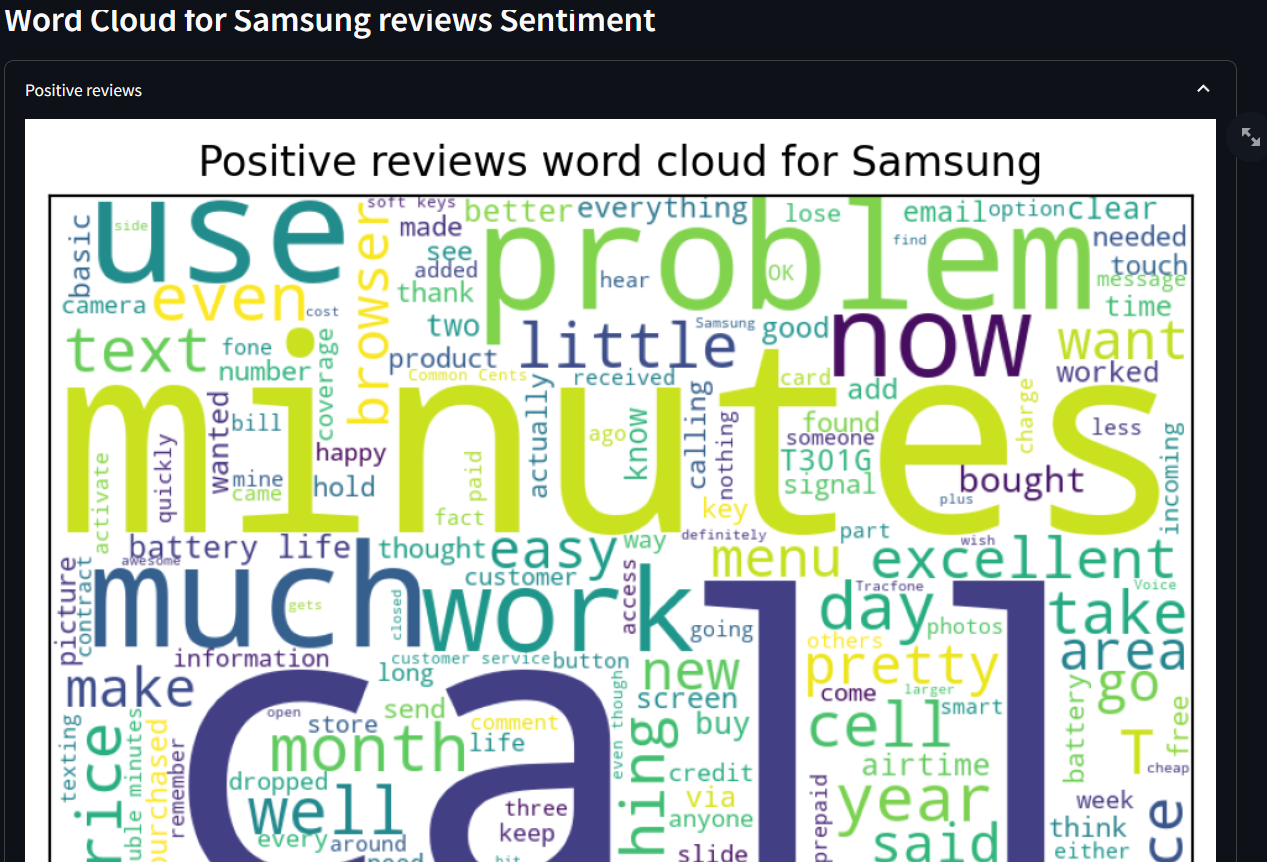 Word Cloud for Samsung reviews Sentiment
Positive reviews
Positive reviews word cloud for Samsung
use
side
basic
soft keys
better
everything
lose
email
option
clear
made
browser
problem
find
needed
see
added
hear
OK
touch
message
camera
even
cost
thank
time
text
fone
number
coverage
two
little
Samsung
good
now
want
product
Common Cents
received
card
worked
minutes
add
charge
wanted
bill
actually
ago
know
calling
nothing
found
someone
less
happy
quickly
mine
came
hold
paid
T301G
signal
bought
plus
incoming
activate
fact
key
part
battery life
awesome
thought
easy
way
definitely
wish
picture
contract
much
customer
menu
excellent
gets
closed
work
access
day
Tracfone
Voice
take
going
photos
others
information
customer service
button
new
pretty
area
make
long
screen
come
larger
smart
go
call
open
store
send
comment
even though
buy
cell
battery
free
texting
month
life
T
cheap
purchased
remember
dropped
credit
airtime
well
three
keep
via
anyone
prepaid
year
week
think
every
around
slide
said
either